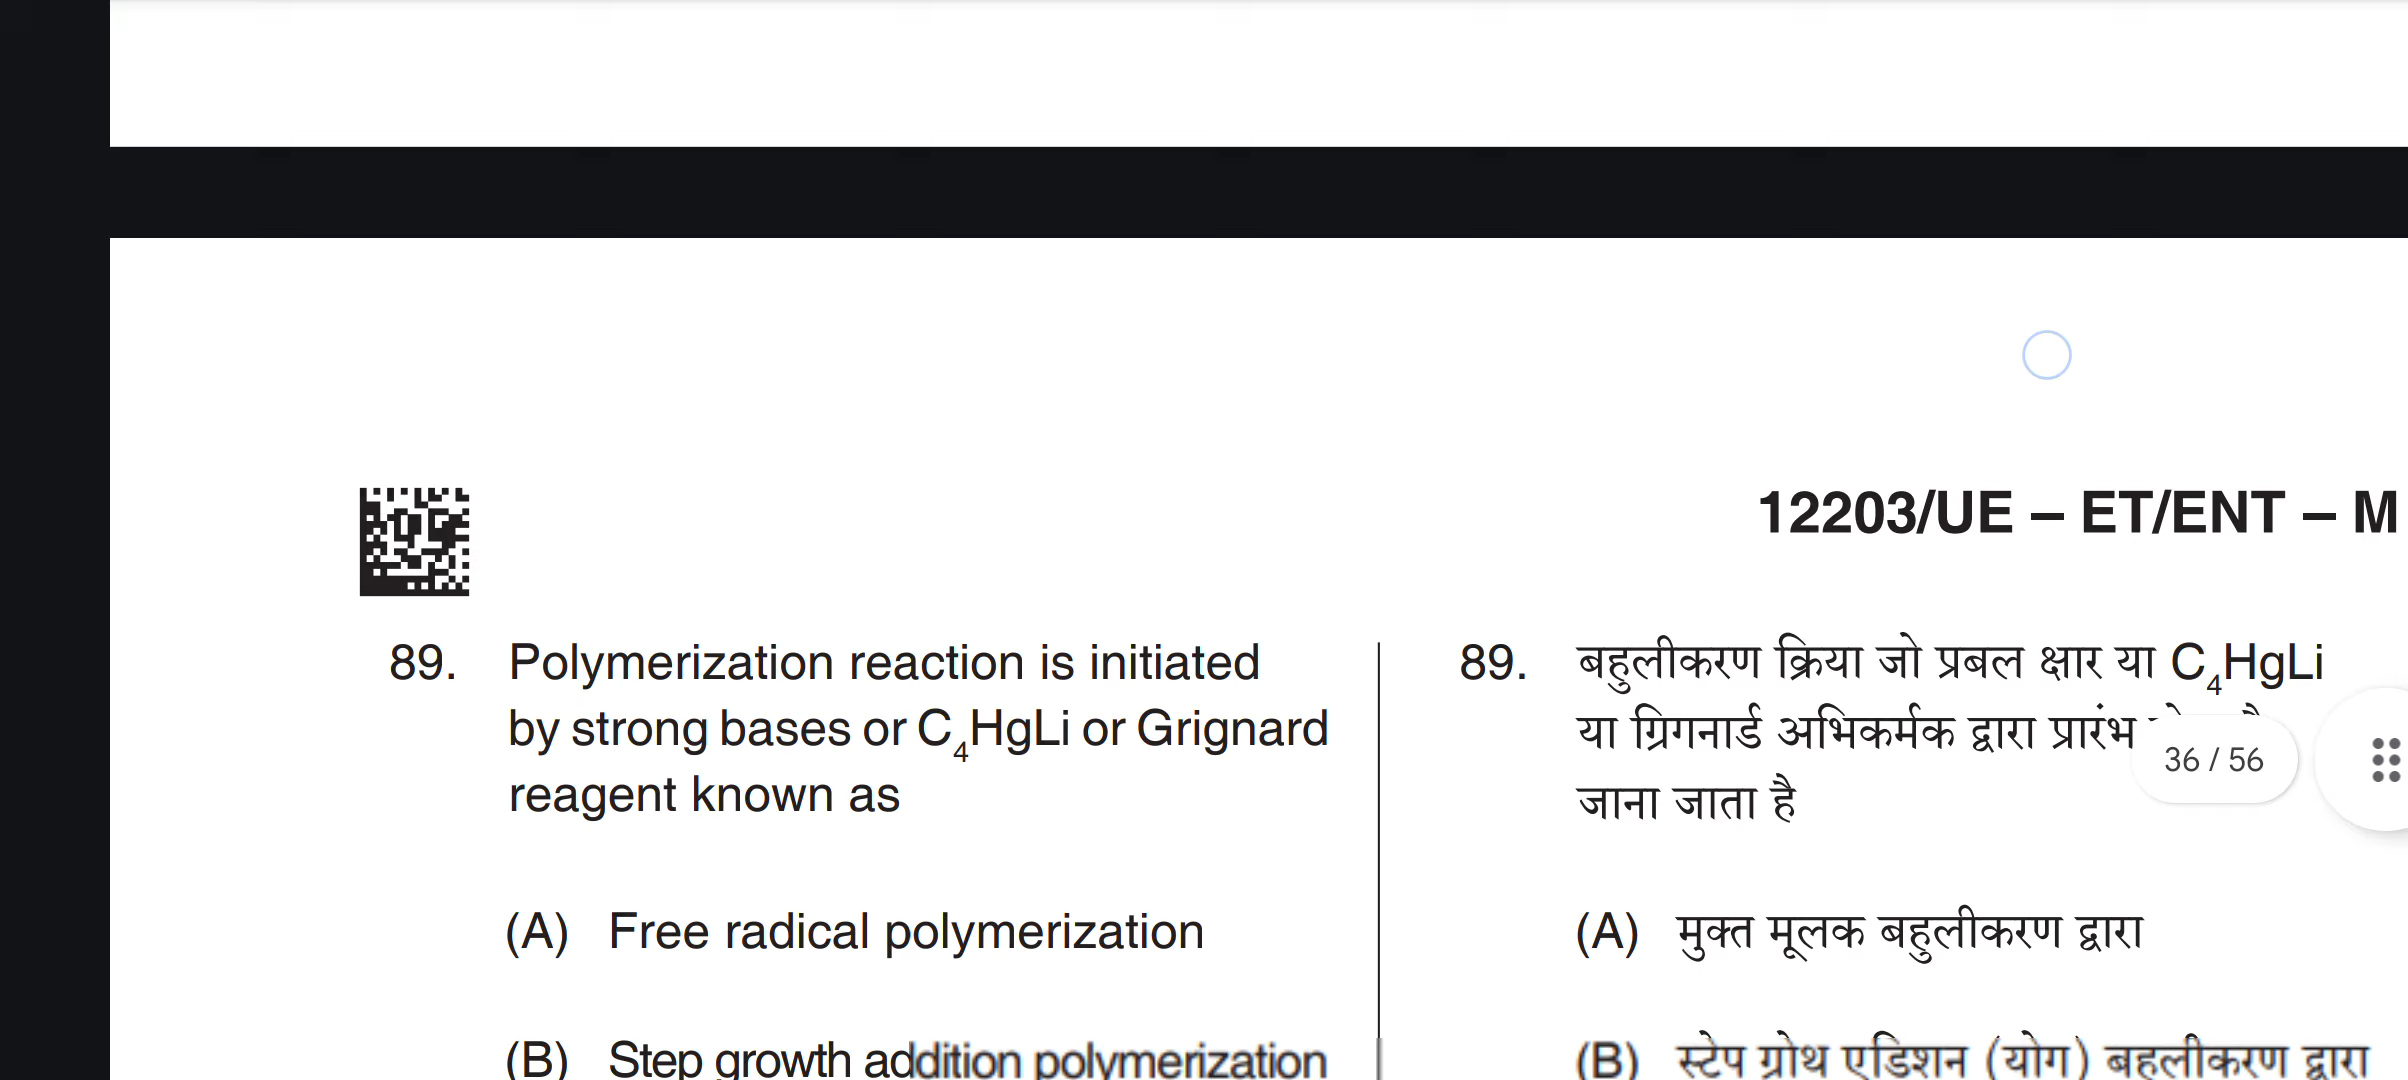 12203/UE – ET/ENT – M
89. Polymerization reaction is initiated
by strong bases or C₄HgLi or Grignard
reagent known as
(A) Free radical polymerization
(B) Step growth addition polymerization
89. बहुलीकरण क्रिया जो प्रबल क्षार या C₄HgLi
या ग्रिगनार्ड अभिकर्मक द्वारा प्रारंभ
जाना जाता है
(A) मुक्त मूलक बहुलीकरण द्वारा
(B) स्टेप ग्रोथ एडिशन (योग) बहुलीकरण द्वारा
36 / 56